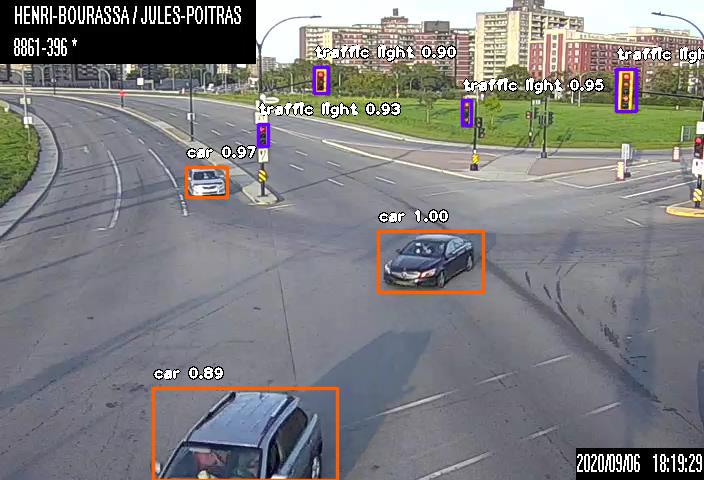 HENRI-BOURASSA / JULES-POITRAS
8861-396 *
traffic light 0.90
traffic ligh
traffic light 0.95
traffic light 0.93
car 0.97
car 1.00
car 0.89
2020/09/06 18:19:29